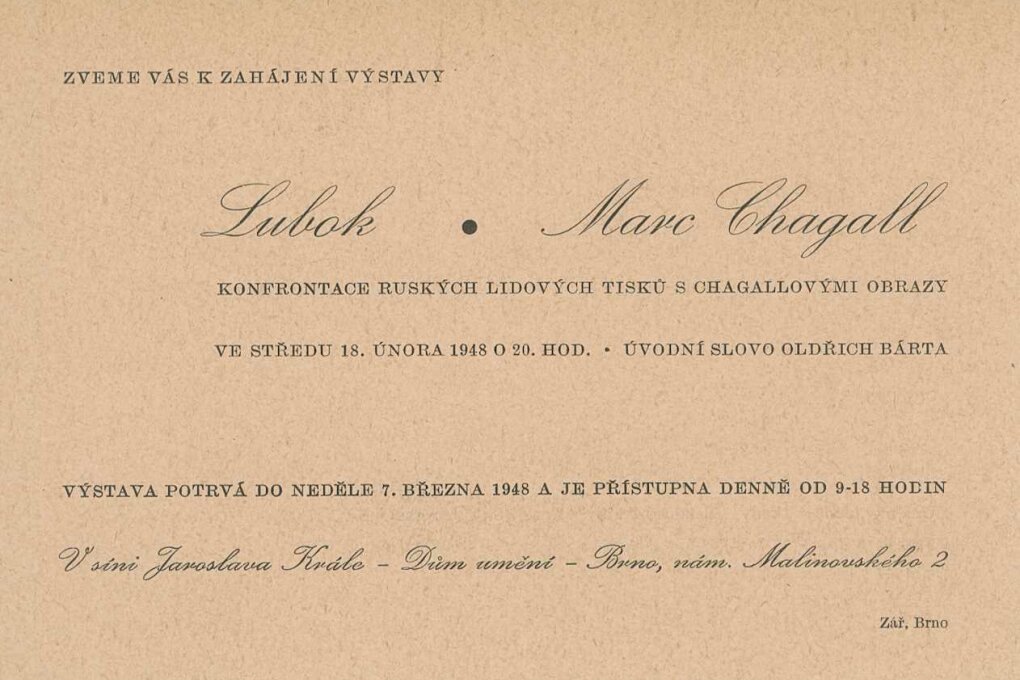 ZVEME VÁS K ZAHÁJENÍ VÝSTAVY
Lubok • Marc Chagall
KONFRONTACE RUSKÝCH LIDOVÝCH TISKŮ S CHAGALLOVÝMI OBRAZY
VE STŘEDU 18. ÚNORA 1948 O 20. HOD. • ÚVODNÍ SLOVO OLDŘICH BÁRTA
VÝSTAVA POTRVÁ DO NEDĚLE 7. BŘEZNA 1948 A JE PŘÍSTUPNA DENNĚ OD 9-18 HODIN
V síni Jaroslava Krále – Dům umění – Brno, nám. Malinovského 2
Zář, Brno